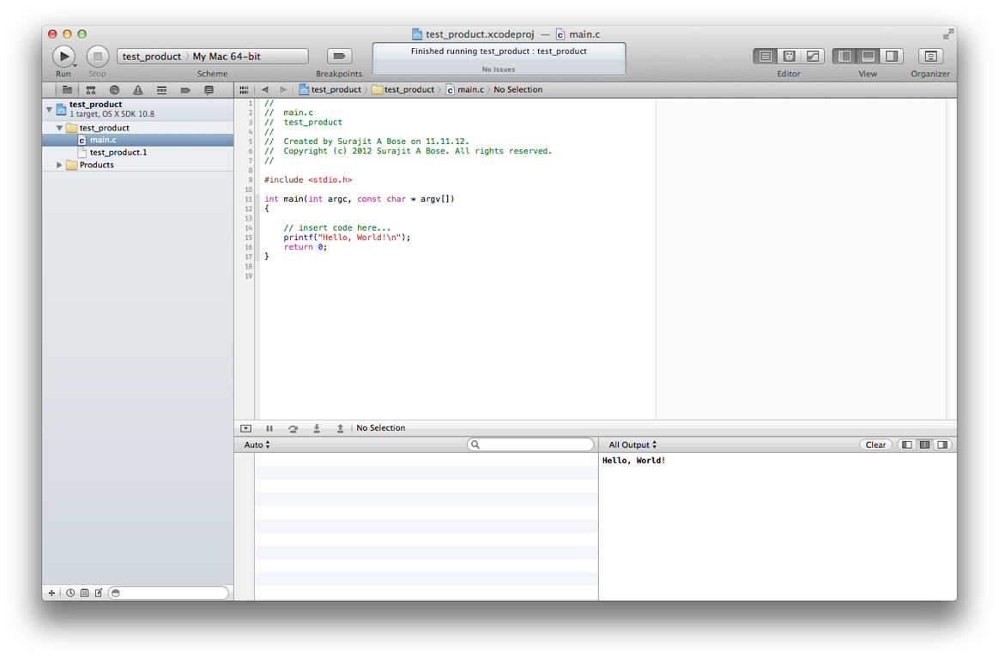 test_product.xcodeproj — main.c
Run
Stop
test_product 〉 My Mac 64-bit
Scheme
Breakpoints
Finished running test_product : test_product
No Issues
Editor
View
Organizer
test_product
1 target, OS X SDK 10.8
test_product
main.c
test_product.1
Products
test_product 〉 test_product 〉 main.c 〉 No Selection
1 //
2 //  main.c
3 //  test_product
4 //
5 //  Created by Surajit A Bose on 11.11.12.
6 //  Copyright (c) 2012 Surajit A Bose. All rights reserved.
7 //
8
9 #include <stdio.h>
10
11 int main(int argc, const char * argv[])
12 {
13
14     // insert code here...
15     printf("Hello, World!\n");
16     return 0;
17 }
18
19
No Selection
Auto
All Output
Clear
Hello, World!